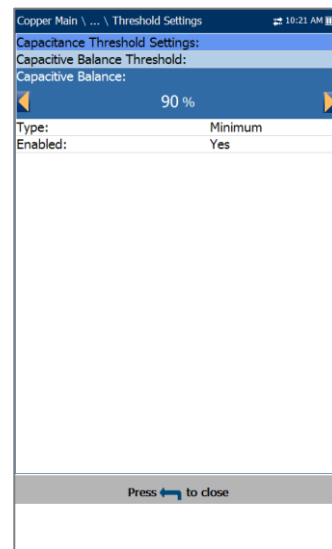 Copper Main \ ... \ Threshold Settings 10:21 AM
Capacitance Threshold Settings:
Capacitive Balance Threshold:
Capacitive Balance:
90 %
Type: Minimum
Enabled: Yes
Press to close